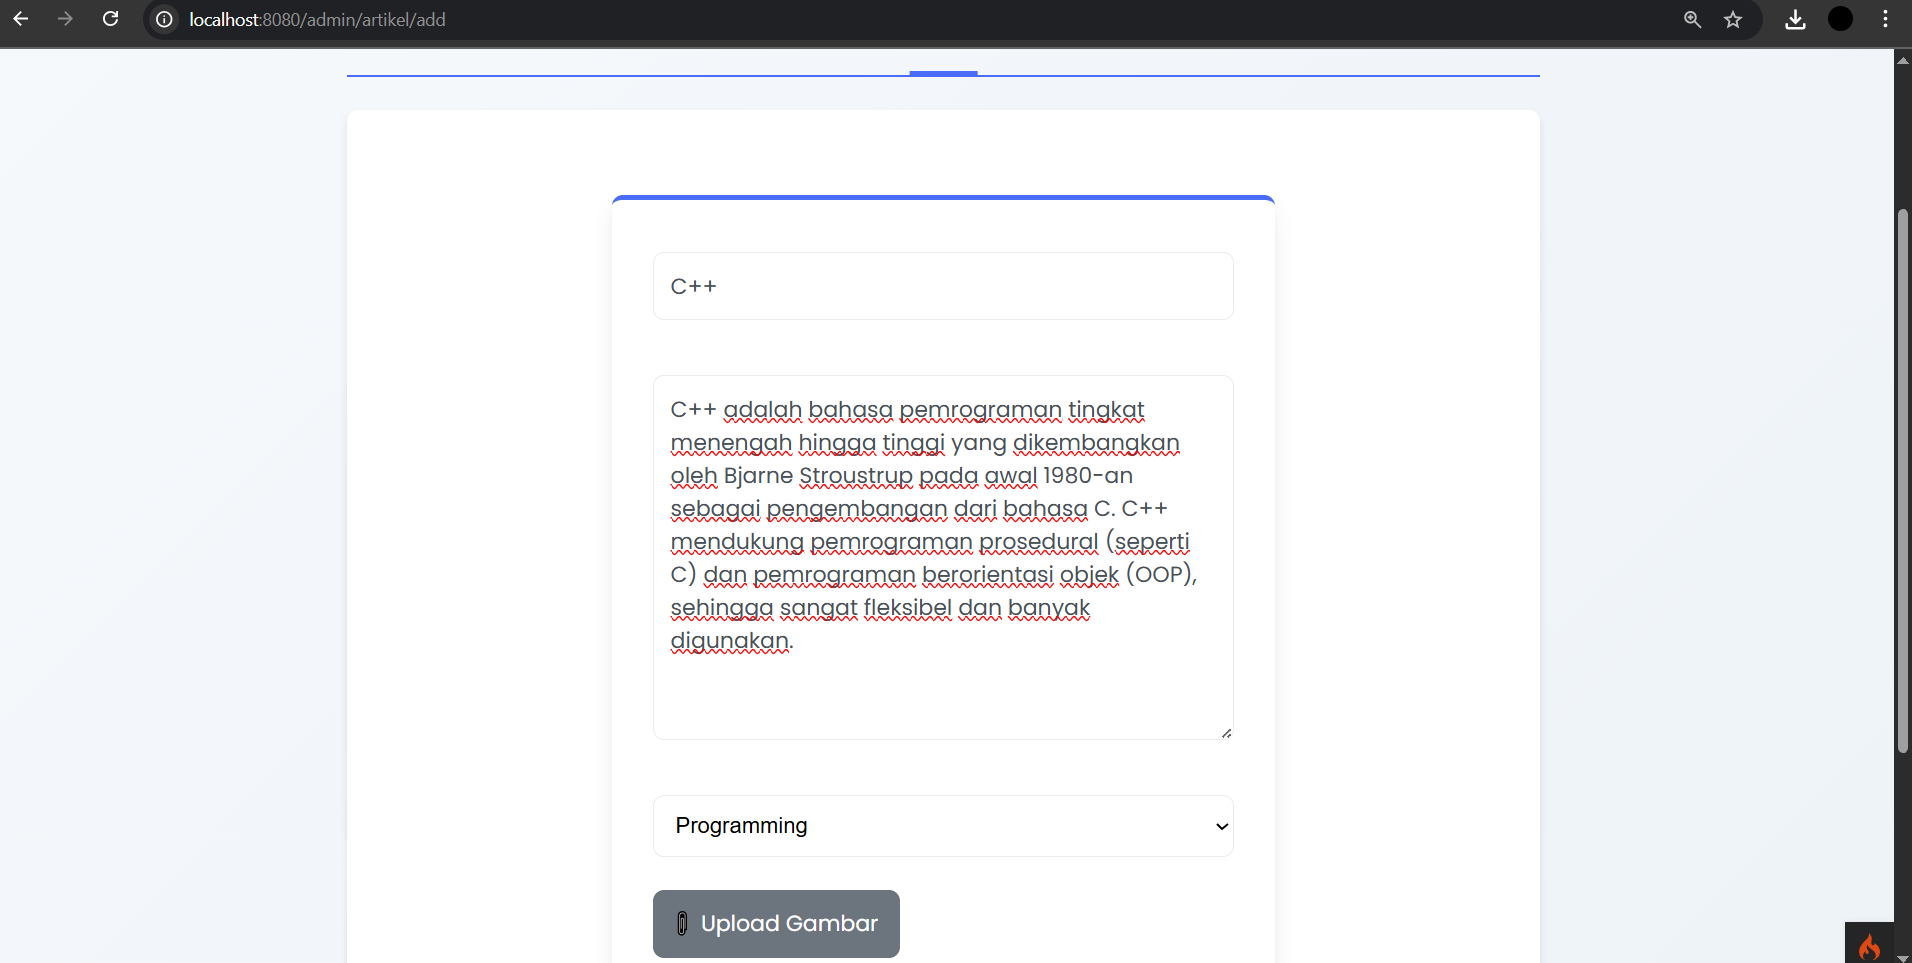 localhost:8080/admin/artikel/add
C++
C++ adalah bahasa pemrograman tingkat
menengah hingga tinggi yang dikembangkan
oleh Bjarne Stroustrup pada awal 1980-an
sebagai pengembangan dari bahasa C. C++
mendukung pemrograman prosedural (seperti
C) dan pemrograman berorientasi objek (OOP),
sehingga sangat fleksibel dan banyak
digunakan.
Programming
Upload Gambar